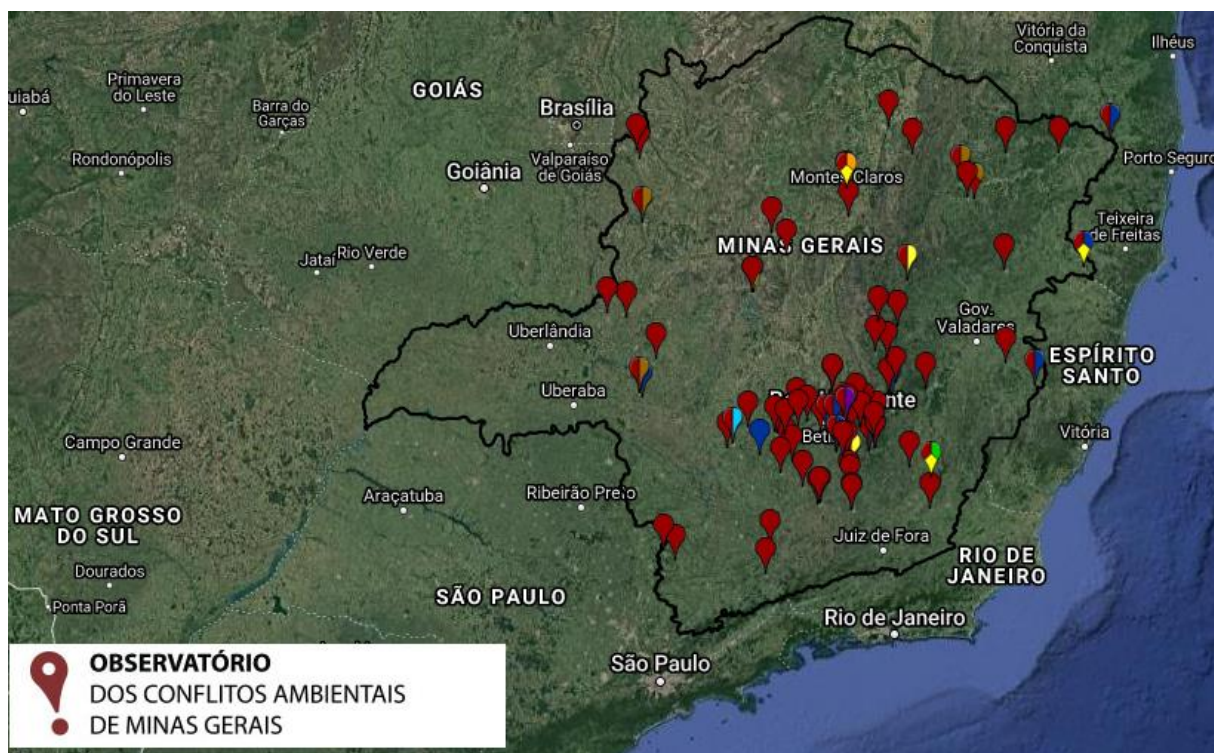 Vitória da
Conquista
Ilhéus
Primavera
do Leste
GOIÁS
Brasília
uiabá
Barra do
Garças
Rondonópolis
Valparaíso
de Goiás
Goiânia
Porto Seguro
Montes Claros
Teixeira
de Freitas
MINAS GERAIS
Jataí
Rio Verde
Gov.
Valadares
Uberlândia
ESPÍRITO
SANTO
Uberaba
Campo Grande
Vitória
Araçatuba
Ribeirão Preto
MATO GROSSO
DO SUL
Juiz de Fora
RIO DE
JANEIRO
Dourados
SÃO PAULO
Ponta Porã
Rio de Janeiro
São Paulo
OBSERVATÓRIO
DOS CONFLITOS AMBIENTAIS
DE MINAS GERAIS